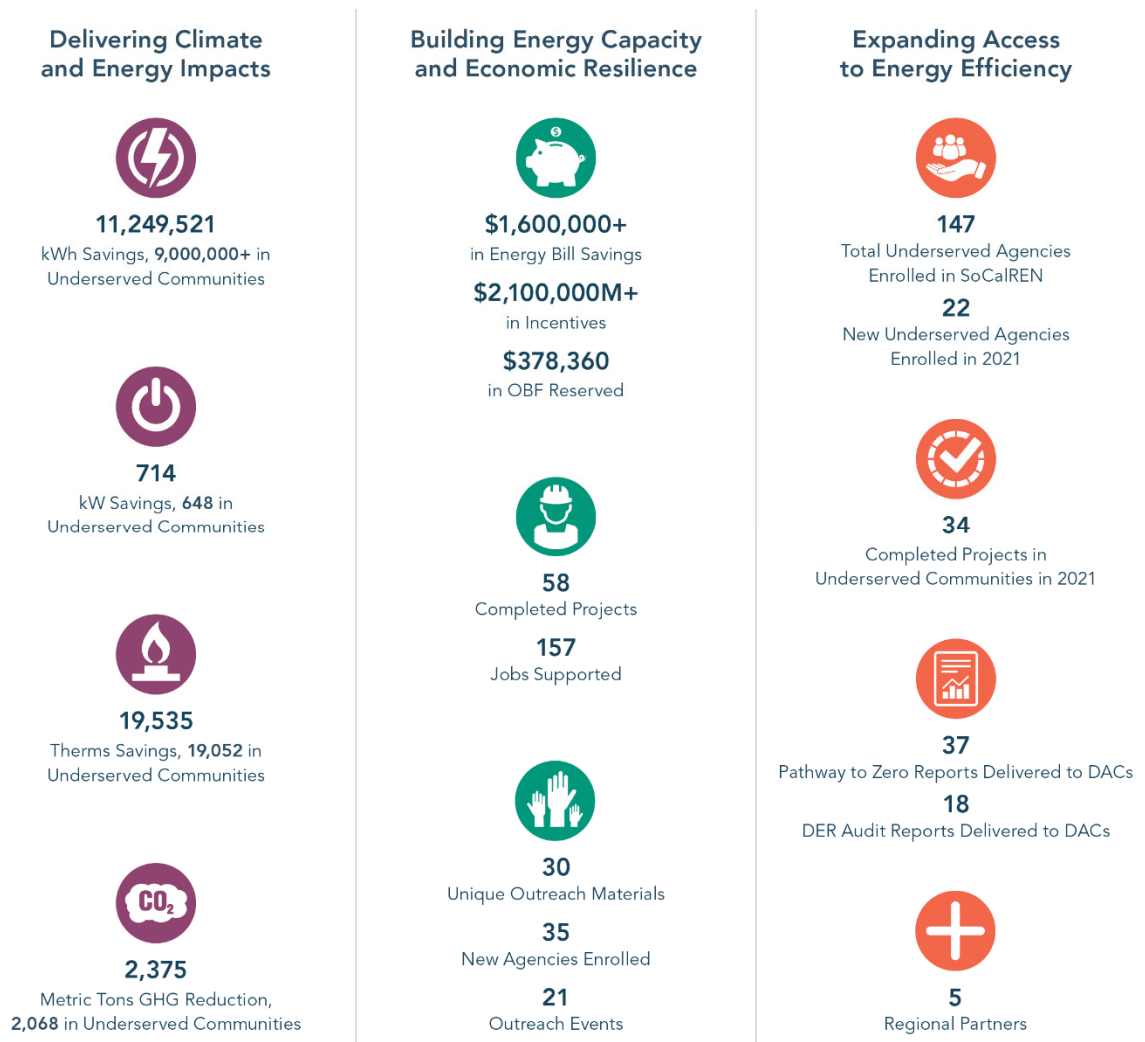 Delivering Climate
and Energy Impacts
11,249,521
kWh Savings, 9,000,000+ in
Underserved Communities
714
kW Savings, 648 in
Underserved Communities
19,535
Therms Savings, 19,052 in
Underserved Communities
CO2
2,375
Metric Tons GHG Reduction,
2,068 in Underserved Communities
Building Energy Capacity
and Economic Resilience
$
$1,600,000+
in Energy Bill Savings
$2,100,000M+
in Incentives
$378,360
in OBF Reserved
58
Completed Projects
157
Jobs Supported
30
Unique Outreach Materials
35
New Agencies Enrolled
21
Outreach Events
Expanding Access
to Energy Efficiency
147
Total Underserved Agencies
Enrolled in SoCalREN
22
New Underserved Agencies
Enrolled in 2021
34
Completed Projects in
Underserved Communities in 2021
37
Pathway to Zero Reports Delivered to DACs
18
DER Audit Reports Delivered to DACs
5
Regional Partners